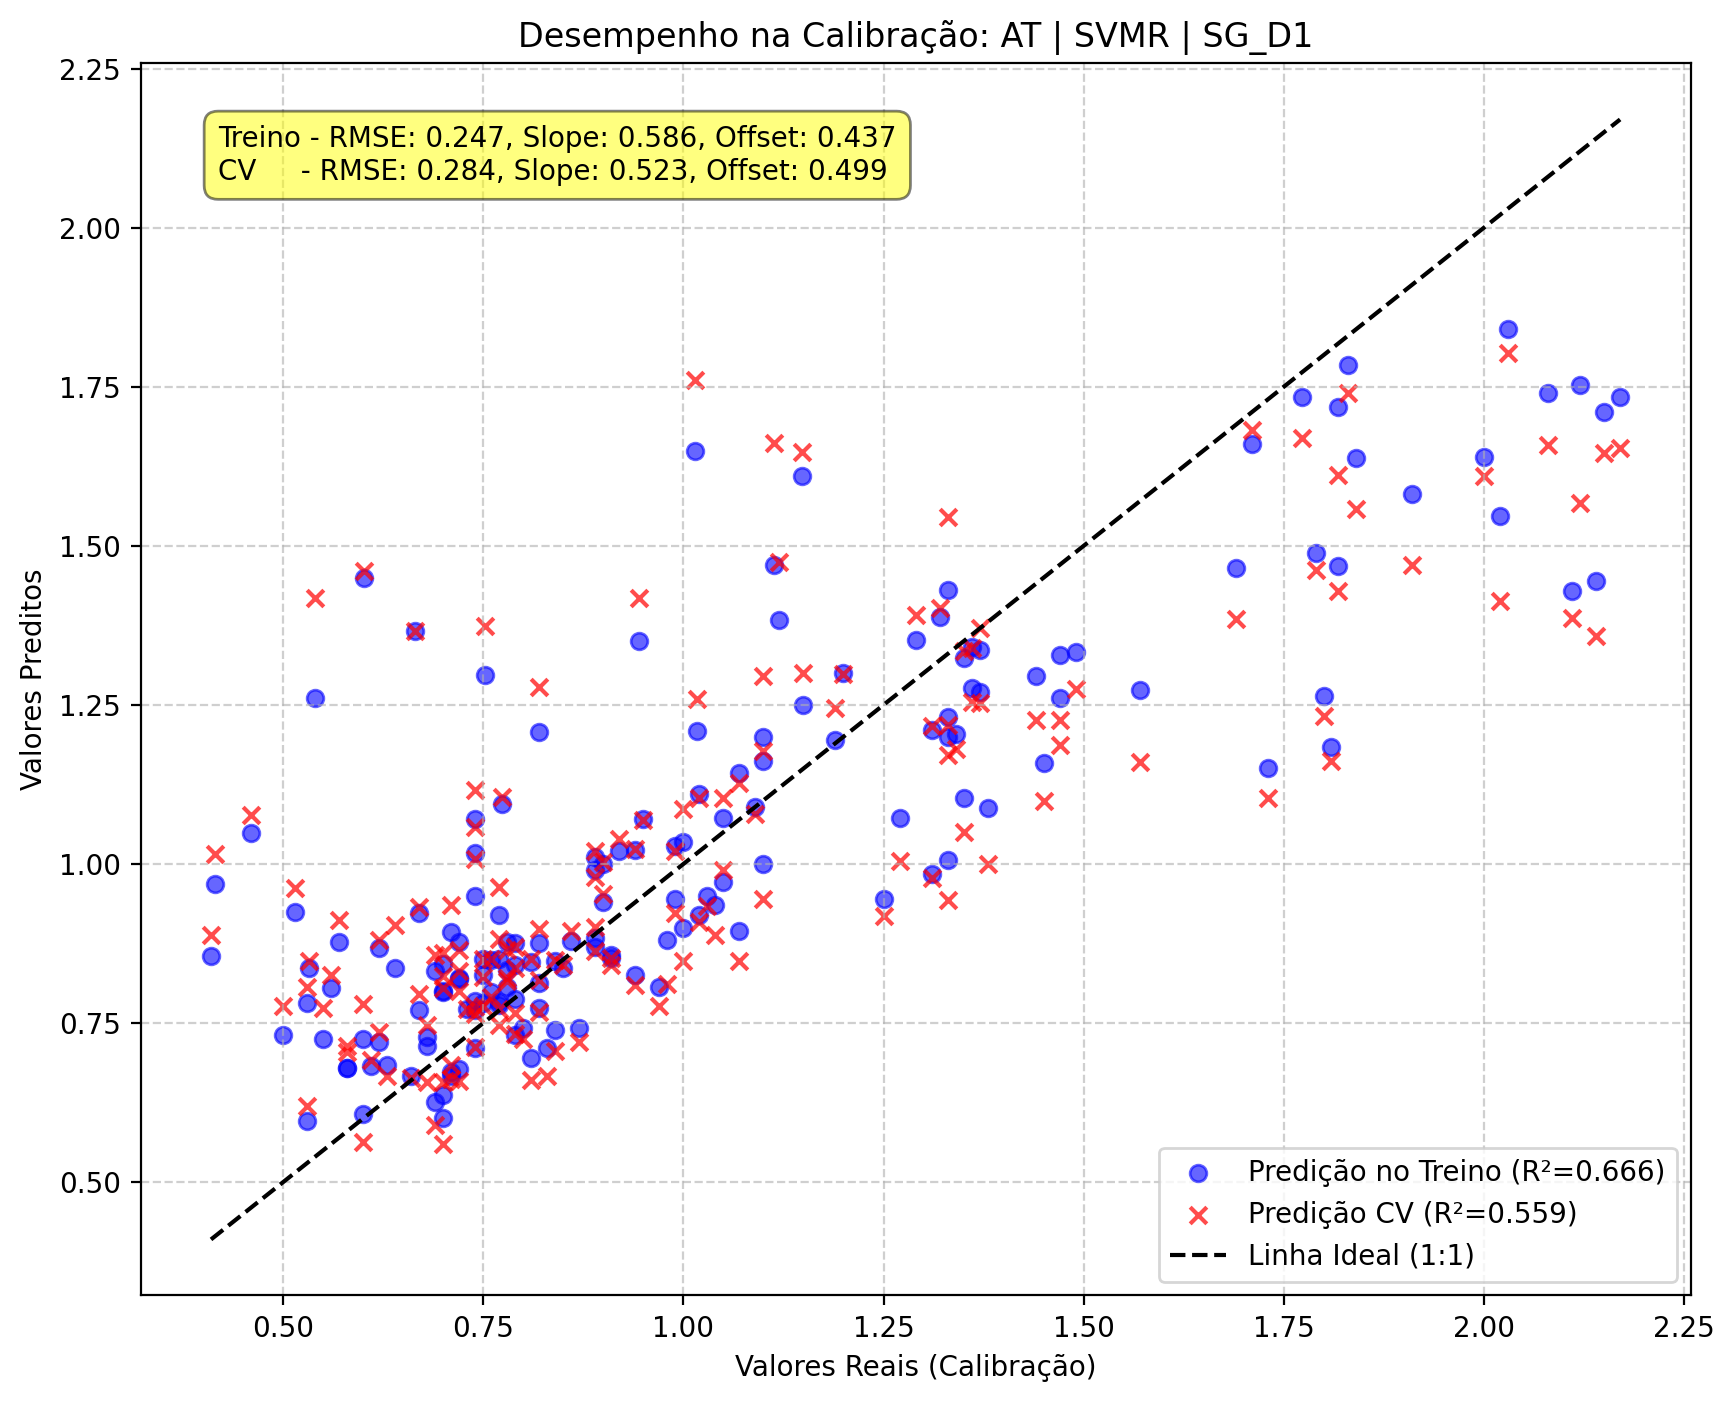 Desempenho na Calibração: AT | SVMR | SG_D1
2.25
Treino - RMSE: 0.247, Slope: 0.586, Offset: 0.437
CV     - RMSE: 0.284, Slope: 0.523, Offset: 0.499
2.00
1.75
1.50
1.25
1.00
0.75
0.50
Valores Preditos
Predição no Treino (R²=0.666)
Predição CV (R²=0.559)
Linha Ideal (1:1)
0.50 0.75 1.00 1.25 1.50 1.75 2.00 2.25
Valores Reais (Calibração)